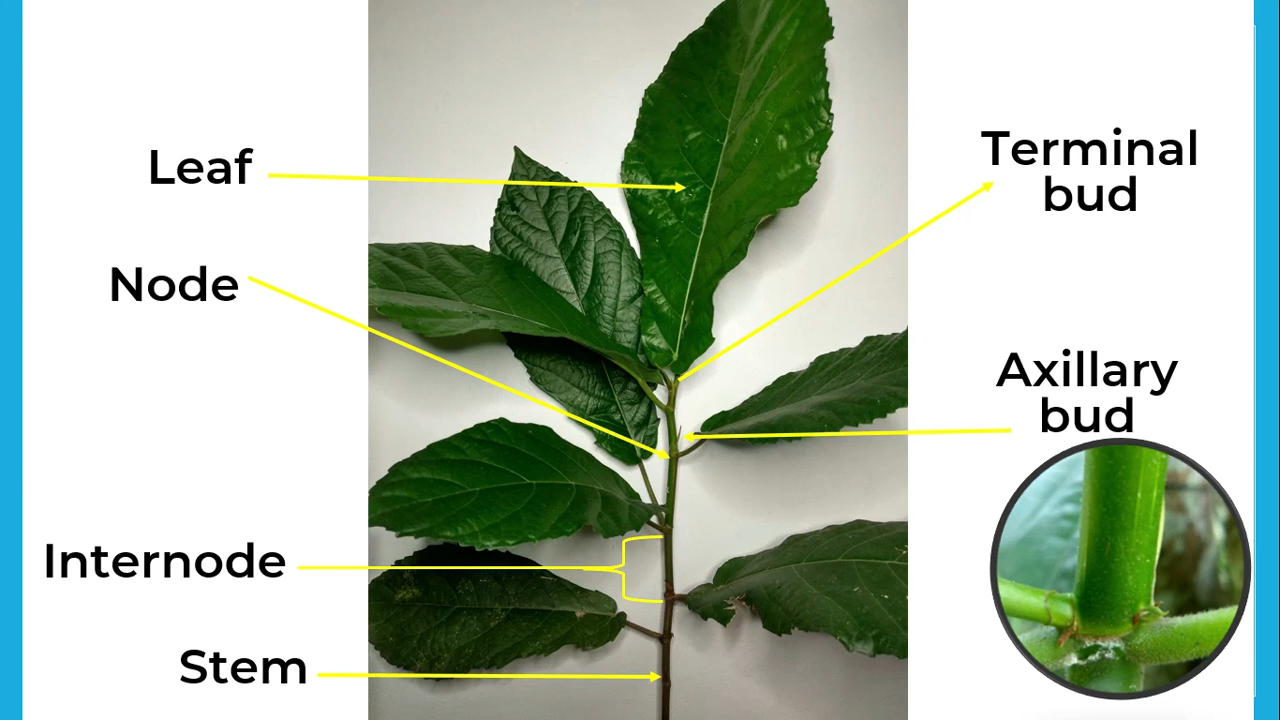 Leaf
Node
Internode
Stem
Terminal
bud
Axillary
bud